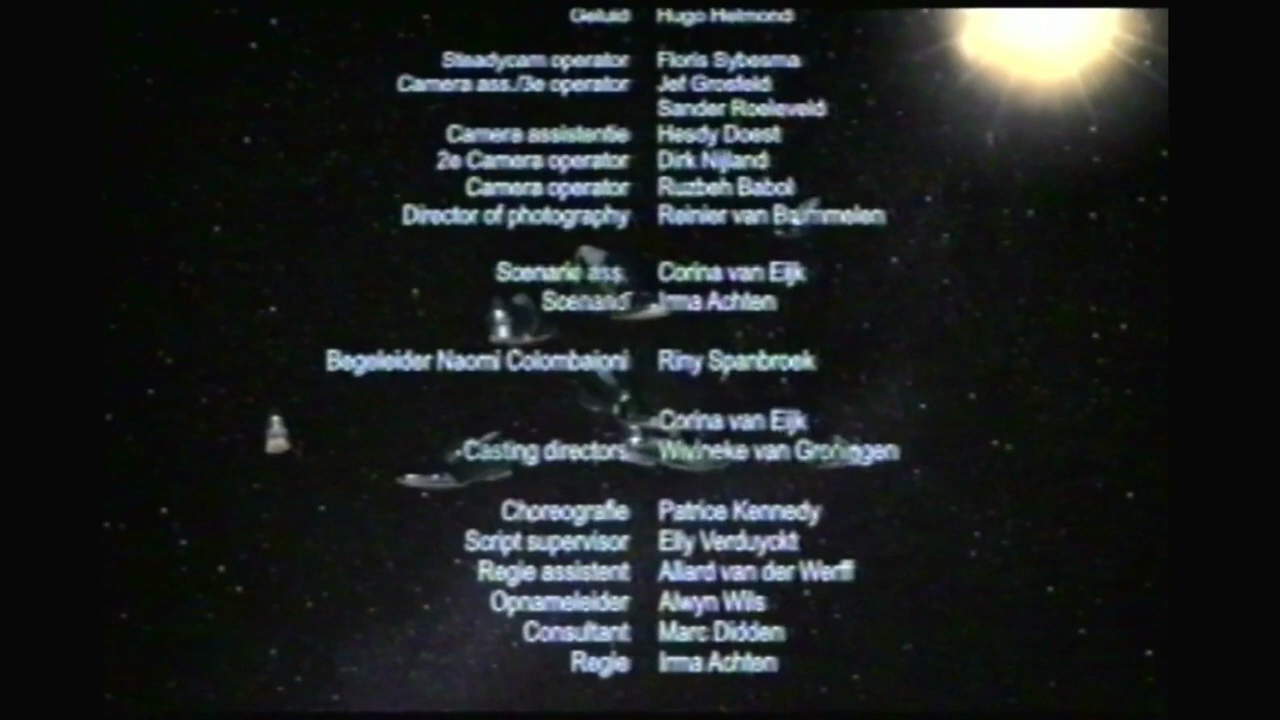 Geluid Hugo Helmond
Steadycam operator Floris Sybesma
Camera ass./3e operator Jef Grosfeld
Sander Roeleveld
Camera assistentie Hesdy Doest
2e Camera operator Dirk Nijland
Camera operator Ruzbeh Babol
Director of photography Reinier van Brummelen
Scenario ass. Corina van Eijk
Scenario Irma Achten
Begeleider Naomi Colombaioni Riny Spanbroek
Corina van Eijk
Casting directors Wivineke van Groningen
Choreografie Patrice Kennedy
Script supervisor Elly Verduyckt
Regie assistent Allard van der Werff
Opnameleider Alwyn Wils
Consultant Marc Didden
Regie Irma Achten